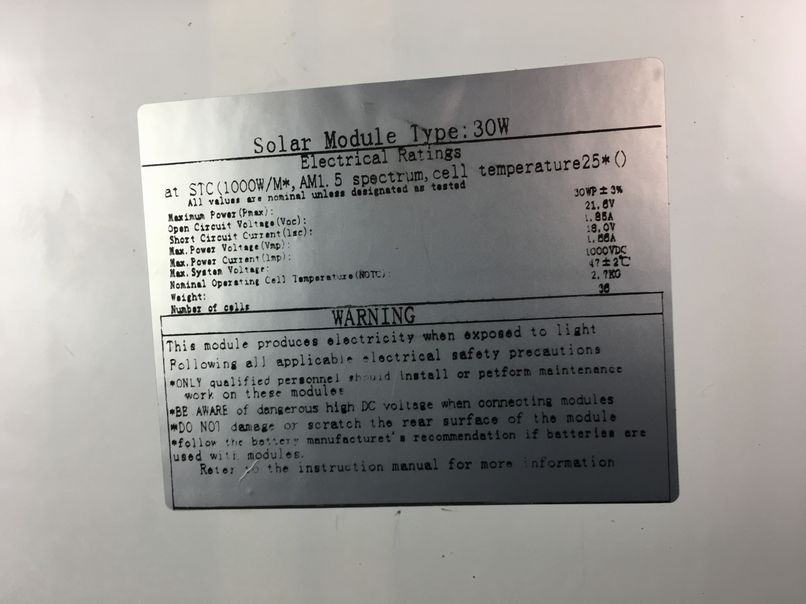 Solar Module Type:30W
Electrical Ratings
at STC(1000W/M*,AM1.5 spectrum,cell temperature25*()
All values are nominal unless designated as tested
Maximum Power(Pmax): 30WP±3%
Open Circuit Voltage(Voc): 21.6V
Short Circuit Current(Isc): 1.85A
Max.Power Voltage(Vmp): 18.0V
Max.Power Current(Imp): 1.66A
Max.System Voltage: 1000VDC
Nominal Operating Cell Temperature(NOTC): 47±2℃
Weight: 2.7KG
Number of cells 36
WARNING
This module produces electricity when exposed to light
Following all applicable electrical safety precautions
*ONLY qualified personnel should install or petform maintenance
work on these modules
*BE AWARE of dangerous high DC voltage when connecting modules
*DO NOT damage or scratch the rear surface of the module
*follow the battery manufacturet's recommendation if batteries are
used with modules.
Reter to the instruction manual for more information